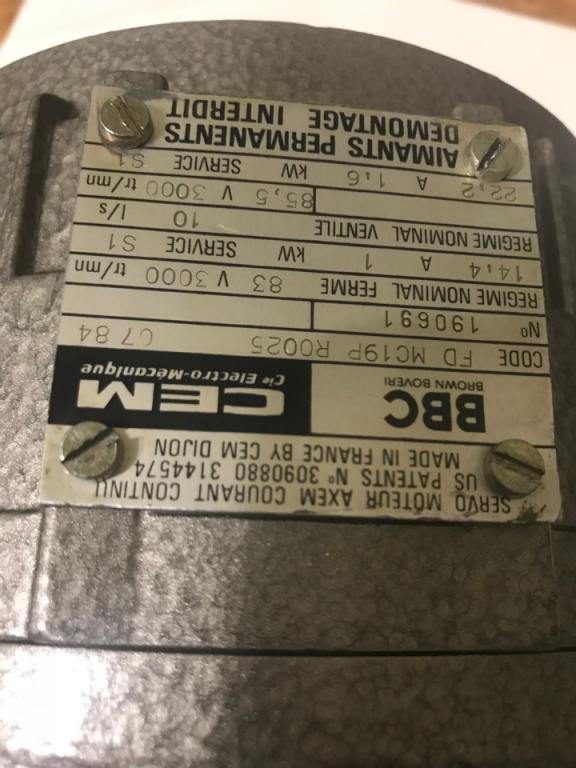 SERVO MOTEUR AXEM COURANT CONTINU
US PATENTS N° 3090880 3144574
MADE IN FRANCE BY CEM DIJON
BBC
BROWN BOVERI
CEM
Cie Electro-Mécanique
CODE FD MC19P R0025 C784
N° 190691
REGIME NOMINAL FERME 83 V 3000 tr/mn
14,4 A 1 KW SERVICE S1
REGIME NOMINAL VENTILE 10 l/s
85,5 V 3000 tr/mn
22,2 A 1,6 KW SERVICE S1
AIMANTS PERMANENTS
DEMONTAGE INTERDIT